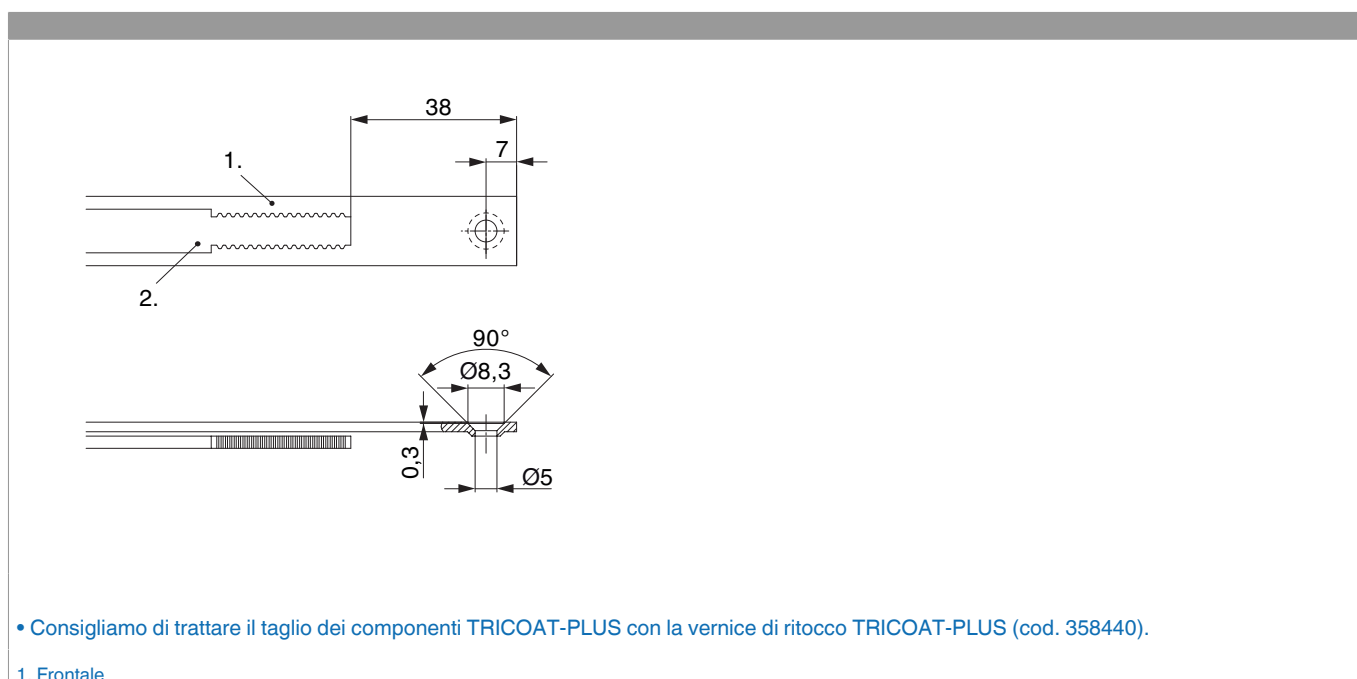 38
7
1.
2.
90°
Ø8,3
0,3
Ø5
• Consigliamo di trattare il taglio dei componenti TRICOAT-PLUS con la vernice di ritocco TRICOAT-PLUS (cod. 358440).
1. Frontale